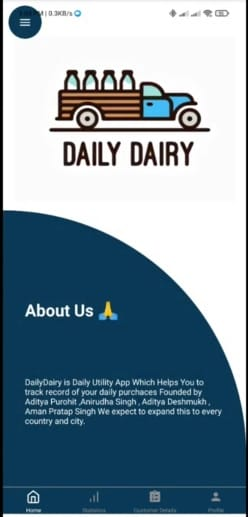 PM | 0.3KB/s
DAILY DAIRY
About Us 🙏
DailyDairy is Daily Utility App Which Helps You to
track record of your daily purchaces Founded by
Aditya Purohit ,Anirudha Singh , Aditya Deshmukh ,
Aman Pratap Singh We expect to expand this to every
country and city.
Home Statistics Customer Details Profile